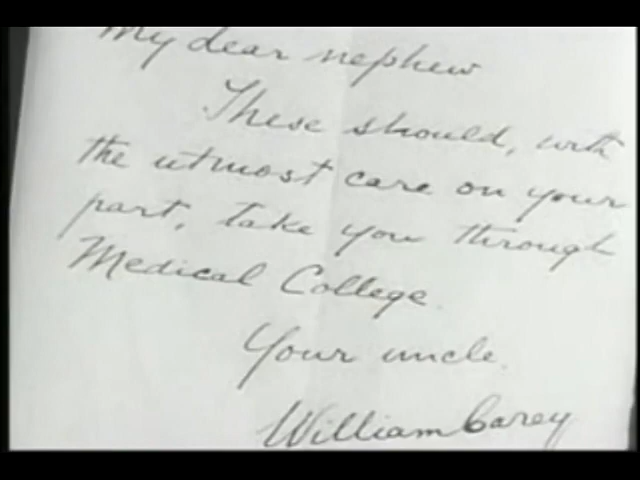 My dear nephew
These should, with
the utmost care on your
part, take you through
Medical College.
Your uncle.
William Carey